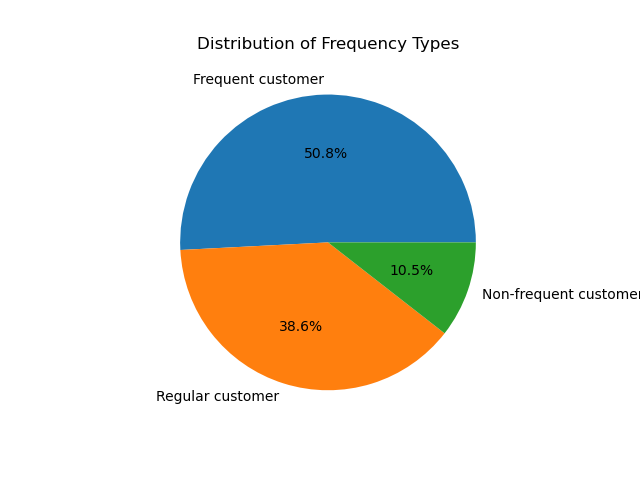 Distribution of Frequency Types
Frequent customer
50.8%
10.5%
Non-frequent customer
38.6%
Regular customer